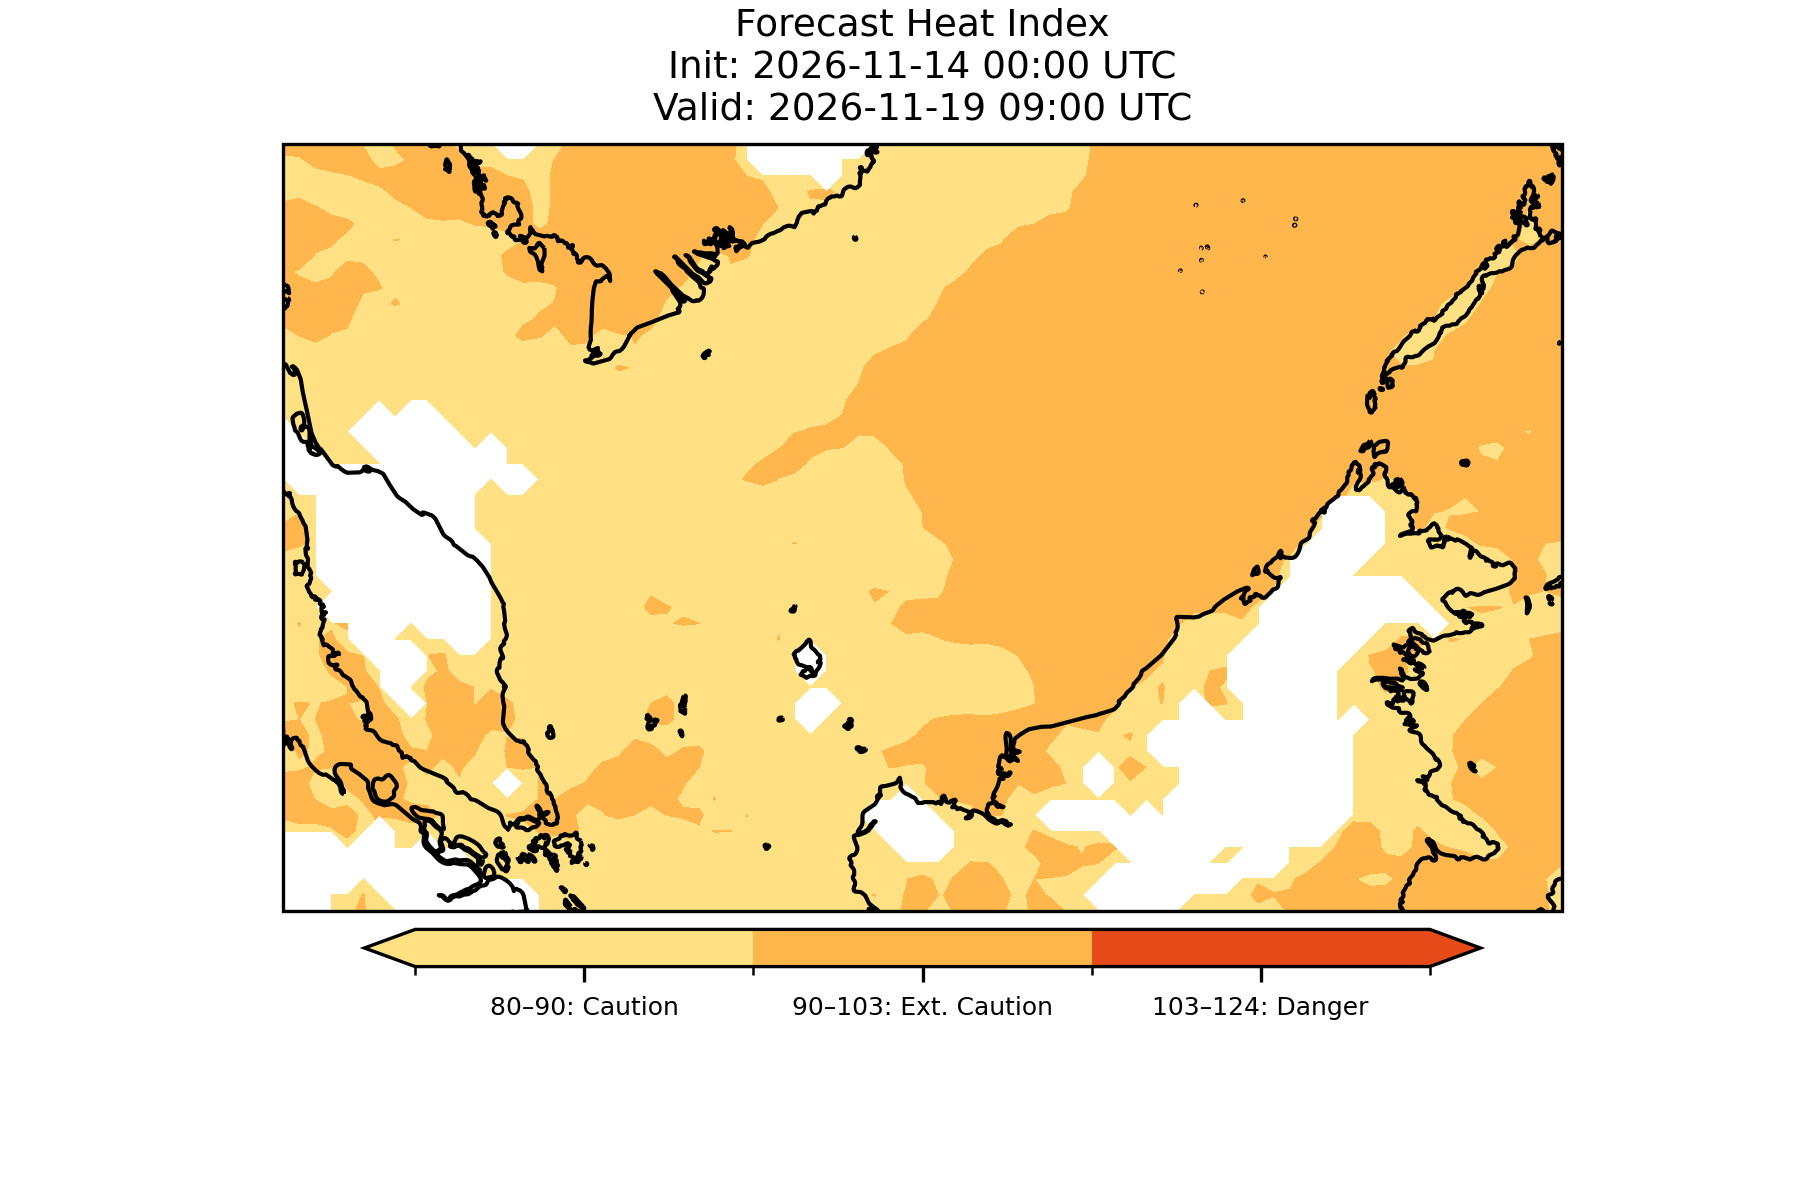 Forecast Heat Index
Init: 2026-11-14 00:00 UTC
Valid: 2026-11-19 09:00 UTC
80–90: Caution
90–103: Ext. Caution
103–124: Danger